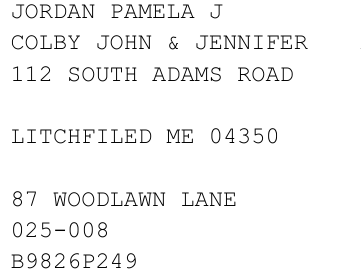 JORDAN PAMELA J
COLBY JOHN & JENNIFER
112 SOUTH ADAMS ROAD
LITCHFILED ME 04350
87 WOODLAWN LANE
025-008
B9826P249